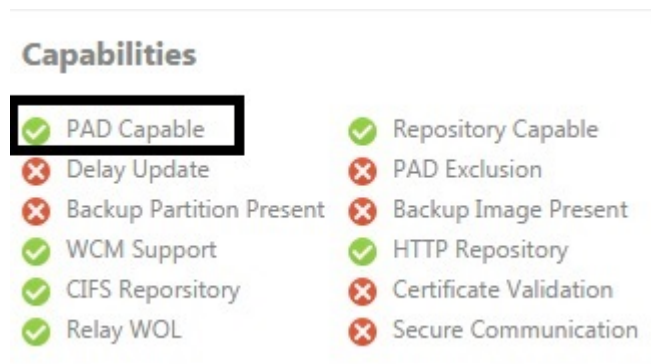 Capabilities
PAD Capable Repository Capable
Delay Update PAD Exclusion
Backup Partition Present Backup Image Present
WCM Support HTTP Repository
CIFS Reporsitory Certificate Validation
Relay WOL Secure Communication